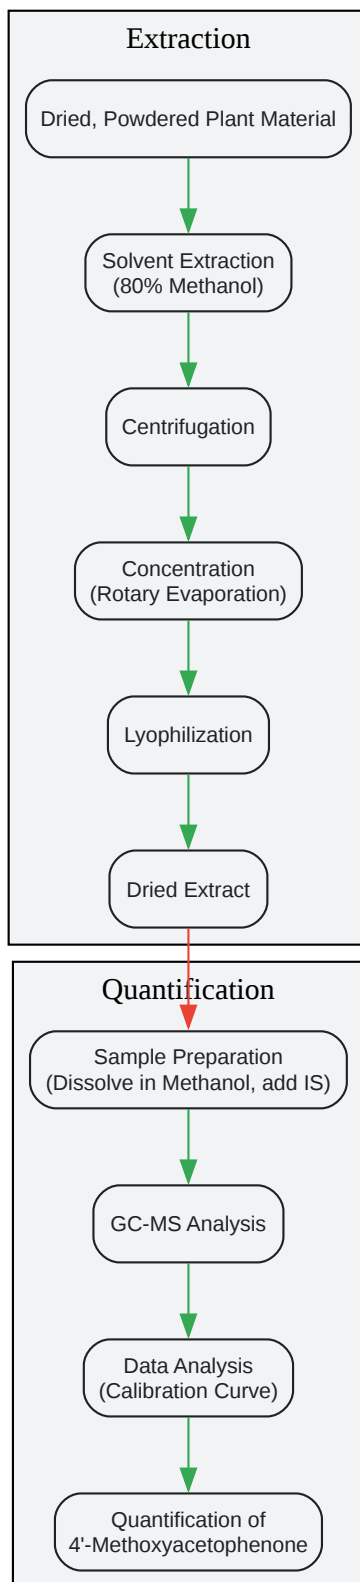 Extraction
Dried, Powdered Plant Material
Solvent Extraction
(80% Methanol)
Centrifugation
Concentration
(Rotary Evaporation)
Lyophilization
Dried Extract
Quantification
Sample Preparation
(Dissolve in Methanol, add IS)
GC-MS Analysis
Data Analysis
(Calibration Curve)
Quantification of
4'-Methoxyacetophenone